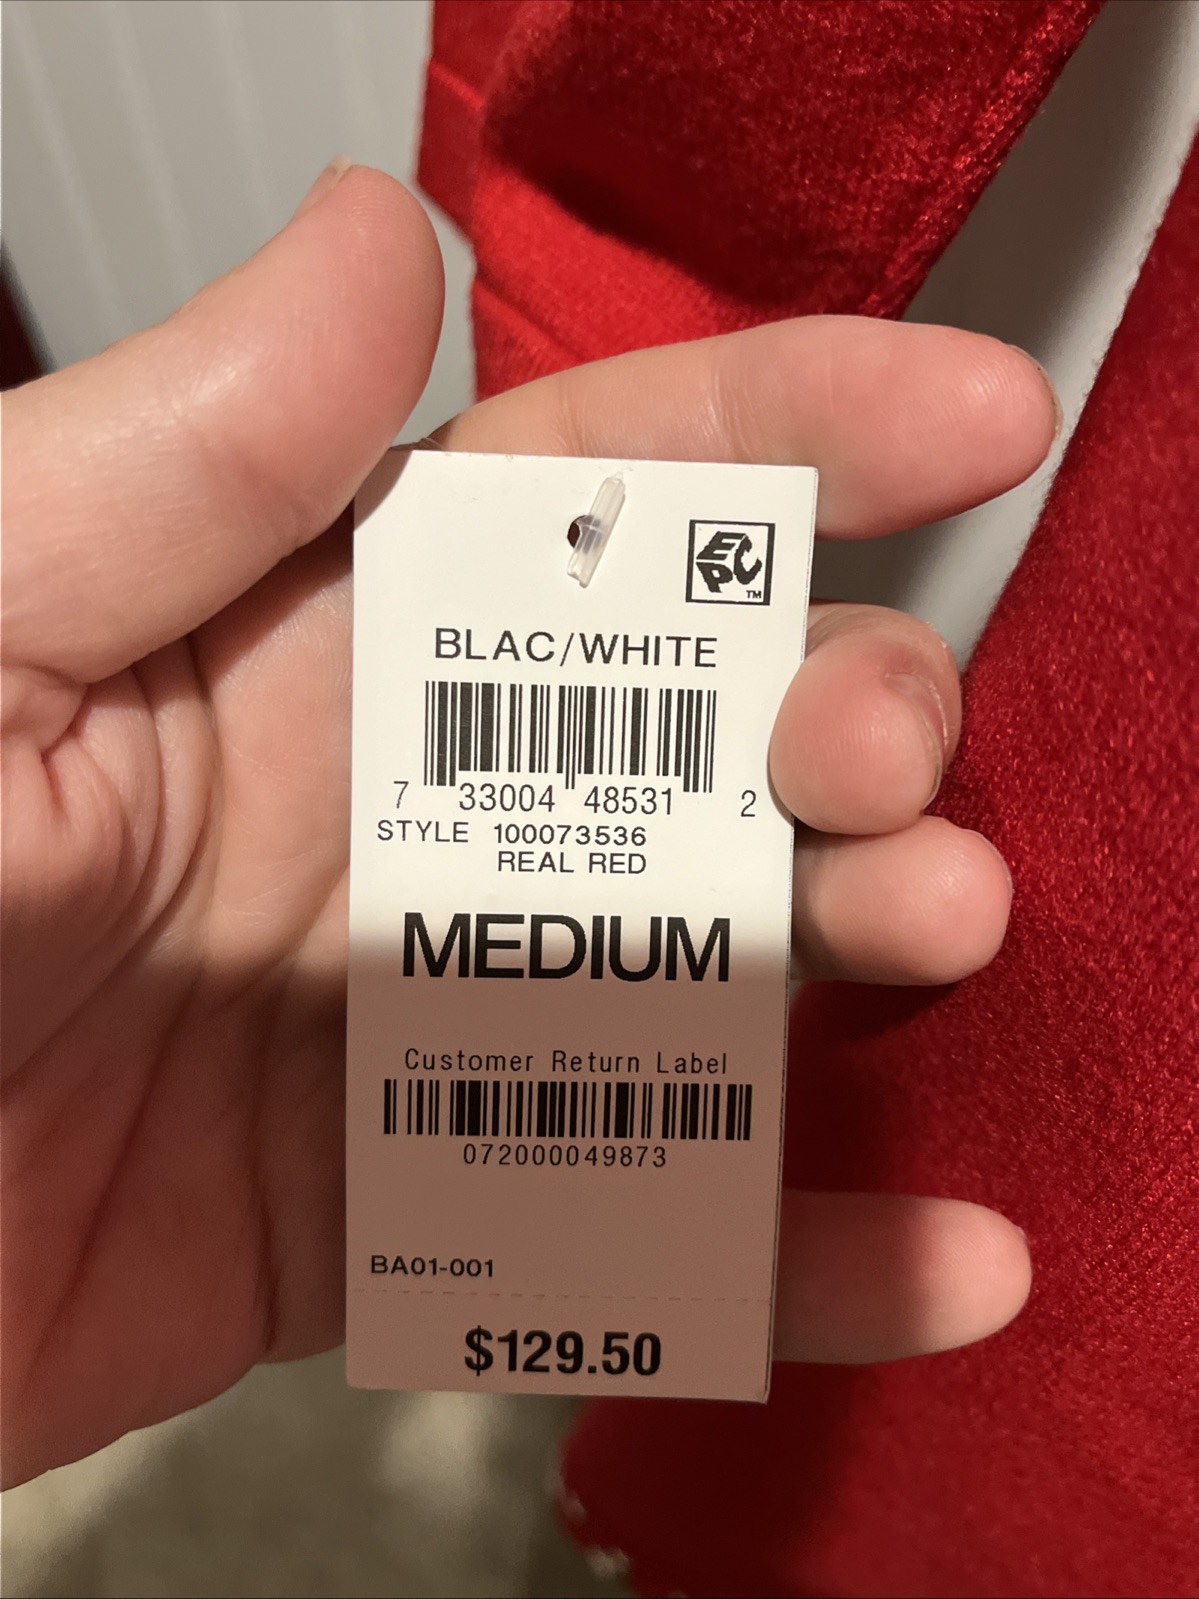 EPC™
BLAC/WHITE
7 33004 48531 2
STYLE 100073536
REAL RED
MEDIUM
Customer Return Label
072000049873
BA01-001
$129.50